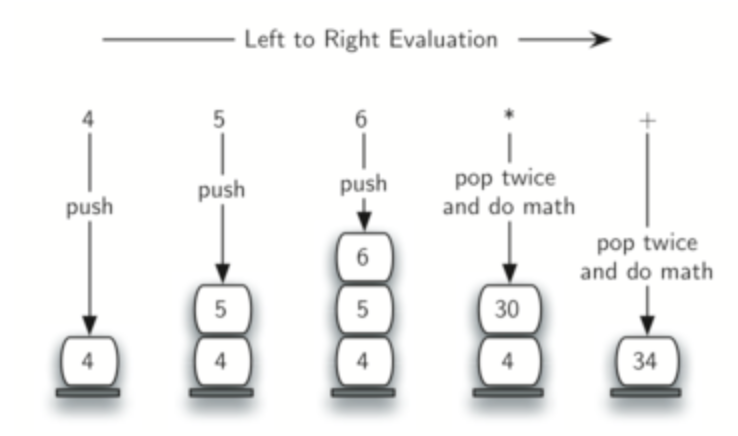 Left to Right Evaluation
4 5 6 * +
push
push
push
pop twice
and do math
pop twice
and do math
6
5 5 30
4 4 4 4 34